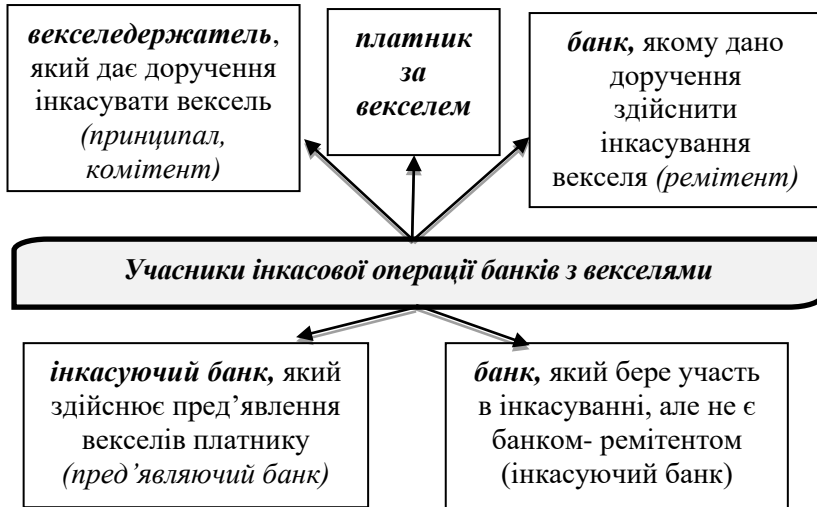 векселедержатель,
який дає доручення
інкасувати вексель
(принципал,
комітент)
платник
за
векселем
банк, якому дано
доручення
здійснити
інкасування
векселя (ремітент)
Учасники інкасової операції банків з векселями
інкасуючий банк, який
здійснює пред’явлення
векселів платнику
(пред’являючий банк)
банк, який бере участь
в інкасуванні, але не є
банком- ремітентом
(інкасуючий банк)